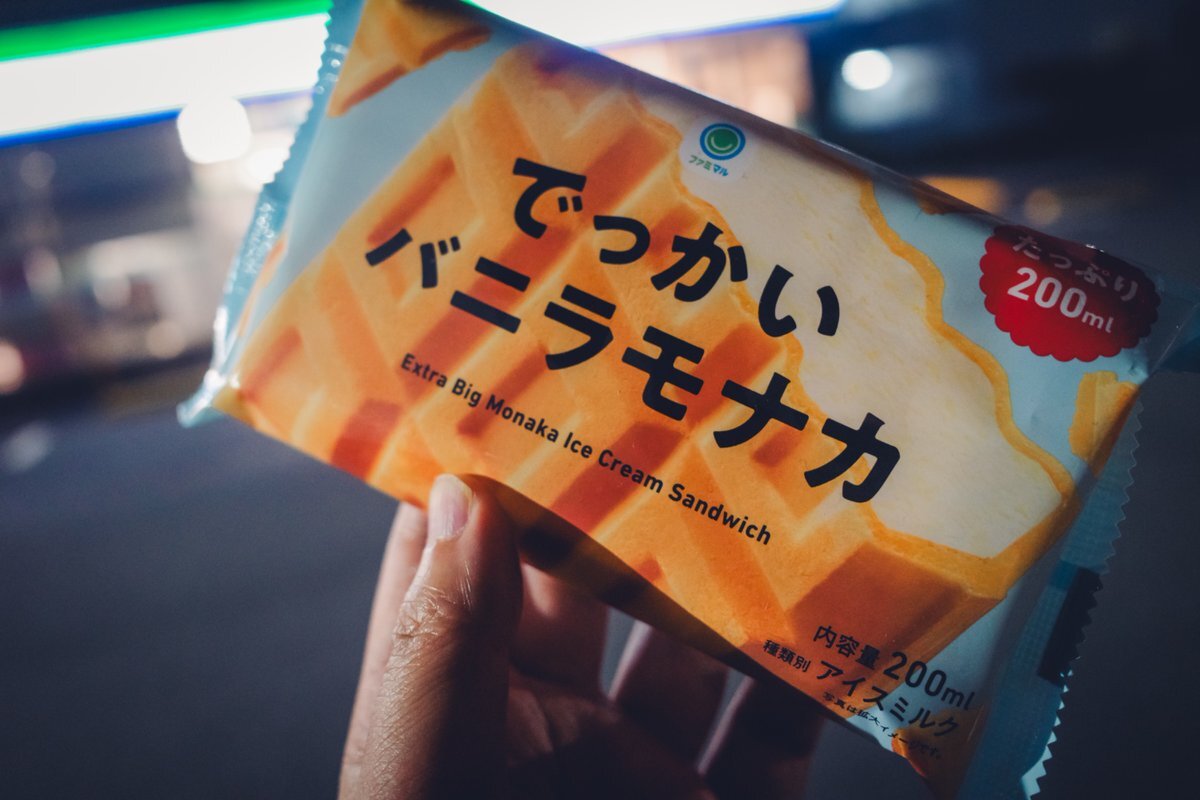 ファミマル
でっかい
バニラモナカ
Extra Big Monaka Ice Cream Sandwich
たっぷり
200ml
内容量 200ml
種類別 アイスミルク
写真は拡大イメージです。